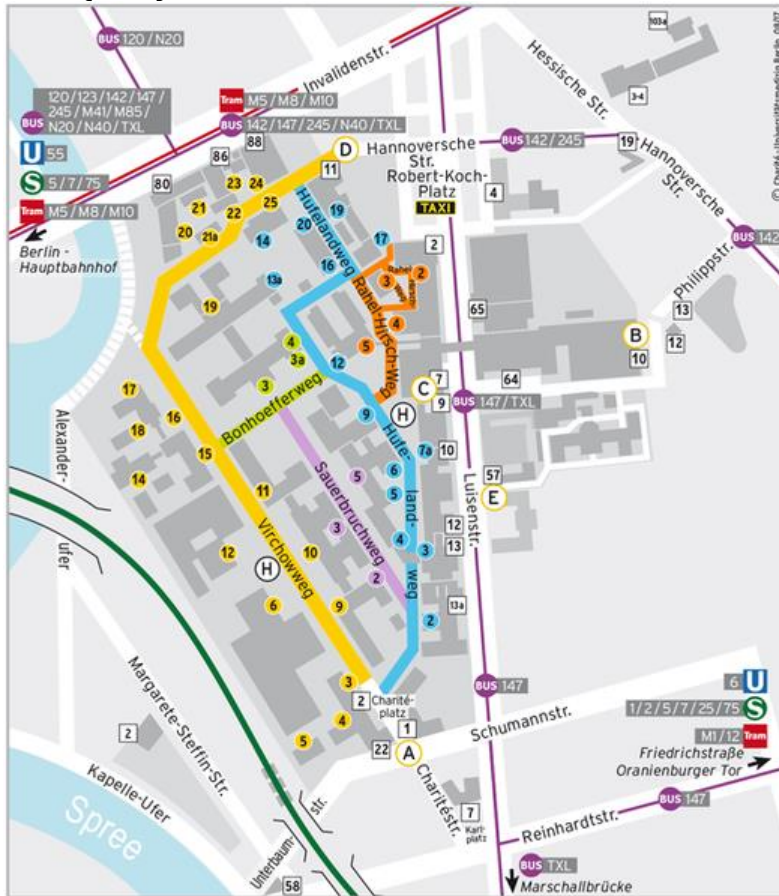 BUS 120 / N20
Invalidenstr.
Hessische Str.
103a
3-4
120 / 123 / 142 / 147 /
245 / M41/ M85 /
N20 / N40 / TXL
BUS
Tram M5 / M8 / M10
BUS 142 / 147 / 245 / N40 / TXL
U 55
S 5 / 7 / 75
Tram M5 / M8 / M10
Berlin -
Hauptbahnhof
80
86
88
D
11
Hannoversche
Str.
Robert-Koch-
Platz
TAXI
BUS 142 / 245
19
Hannoversche
Str.
BUS 142
4
2
Philippstr.
13
12
B
10
65
64
23
24
25
22
21
21a
20
19
14
13a
Hufelandweg
20
19
16
17
Rahel-Hirsch-Weg
Rahel
Hirsch
Weg
3
2
4
5
4
3a
3
12
Bonhoefferweg
C
7
9
H
9
BUS 147 / TXL
17
16
18
15
14
11
12
H
10
6
9
Virchowweg
Sauerbruchweg
5
3
2
Hufe-
land-
weg
7a
10
6
5
4
3
2
12
13
13a
57
E
Luisenstr.
Alexander-
ufer
3
4
5
2
Charité-
platz
1
22
A
Charitéstr.
Schumannstr.
BUS 147
6 U
1 / 2 / 5 / 7 / 25 / 75 S
M1 / 12 Tram
Friedrichstraße
Oranienburger Tor
Margarete-Steffin-Str.
2
Kapelle-Ufer
Spree
Unterbaum-
str.
58
7
Karl-
platz
Reinhardtstr.
BUS 147
BUS TXL
Marschallbrücke